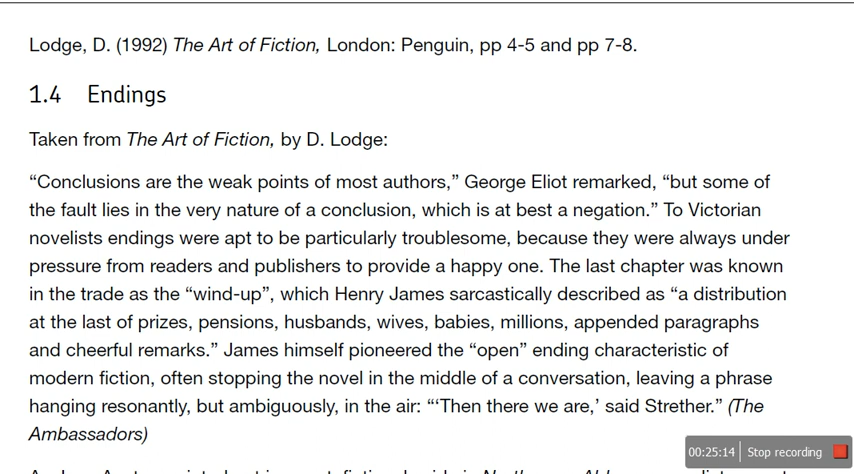 Lodge, D. (1992) The Art of Fiction, London: Penguin, pp 4-5 and pp 7-8.
1.4 Endings
Taken from The Art of Fiction, by D. Lodge:
“Conclusions are the weak points of most authors,” George Eliot remarked, “but some of
the fault lies in the very nature of a conclusion, which is at best a negation.” To Victorian
novelists endings were apt to be particularly troublesome, because they were always under
pressure from readers and publishers to provide a happy one. The last chapter was known
in the trade as the “wind-up”, which Henry James sarcastically described as “a distribution
at the last of prizes, pensions, husbands, wives, babies, millions, appended paragraphs
and cheerful remarks.” James himself pioneered the “open” ending characteristic of
modern fiction, often stopping the novel in the middle of a conversation, leaving a phrase
hanging resonantly, but ambiguously, in the air: “‘Then there we are,’ said Strether.” (The
Ambassadors)
00:25:14 Stop recording